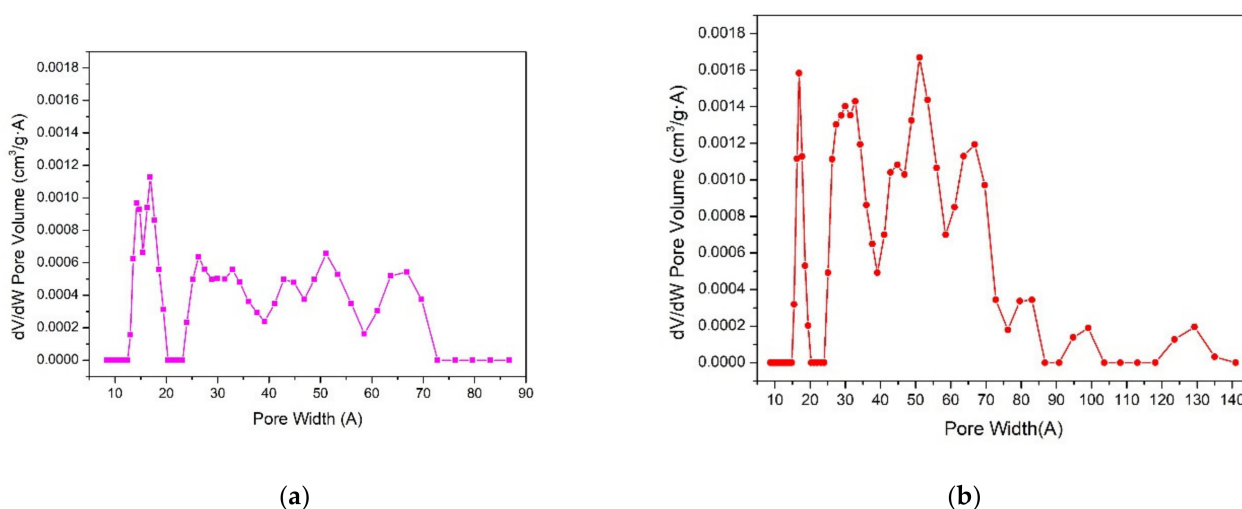 0.0018
0.0016
0.0014
0.0012
0.0010
0.0008
0.0006
0.0004
0.0002
0.0000
dV/dW Pore Volume (cm³/g·A)
10 20 30 40 50 60 70 80 90
Pore Width (A)
(a)
0.0018
0.0016
0.0014
0.0012
0.0010
0.0008
0.0006
0.0004
0.0002
0.0000
dV/dW Pore Volume (cm³/g·A)
10 20 30 40 50 60 70 80 90 100 110 120 130 140
Pore Width(A)
(b)